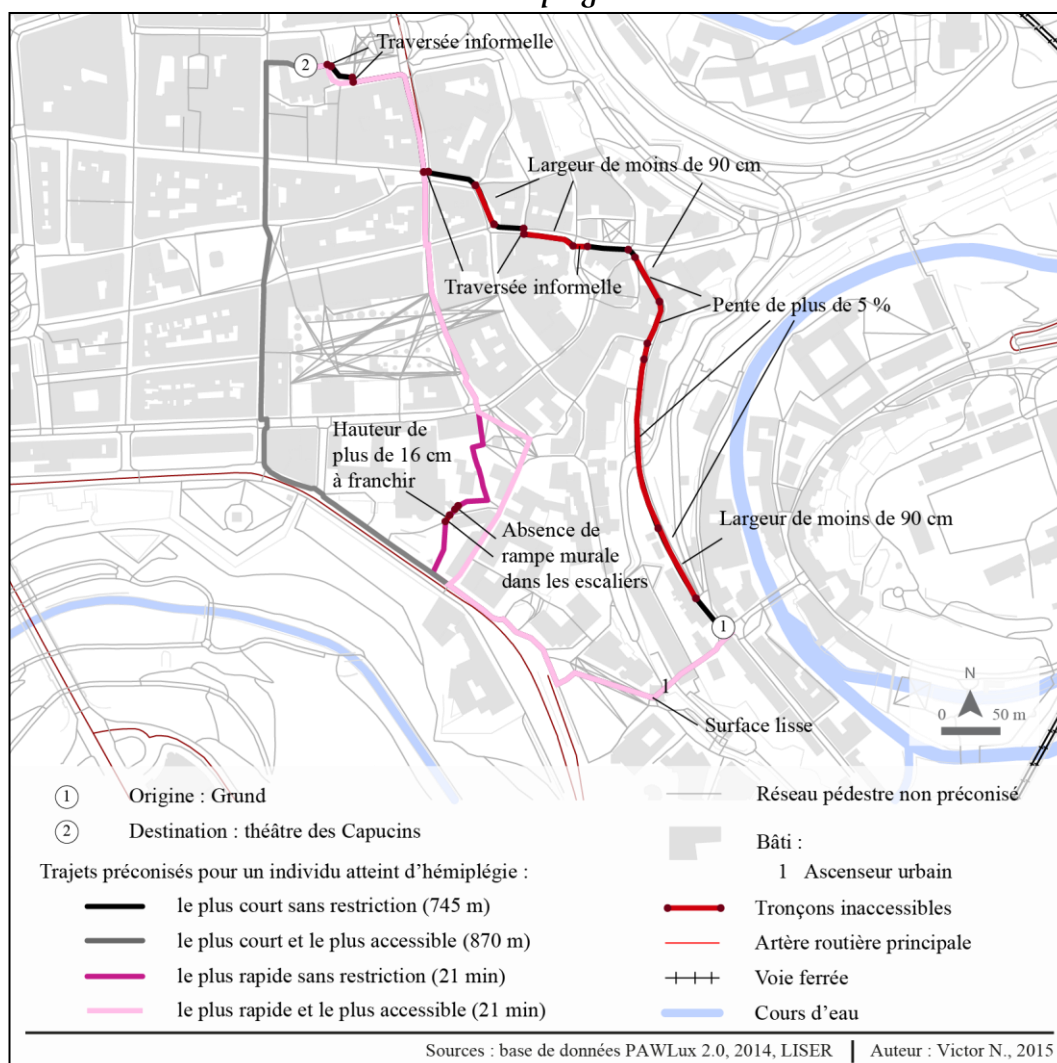 2
Traversée informelle
Largeur de moins de 90 cm
Traversée informelle
Pente de plus de 5 %
Hauteur de
plus de 16 cm
à franchir
Absence de
rampe murale
dans les escaliers
Largeur de moins de 90 cm
1
1
Surface lisse
N
0 50 m
1 Origine : Grund
2 Destination : théâtre des Capucins
Trajets préconisés pour un individu atteint d’hémiplégie :
le plus court sans restriction (745 m)
le plus court et le plus accessible (870 m)
le plus rapide sans restriction (21 min)
le plus rapide et le plus accessible (21 min)
Réseau pédestre non préconisé
Bâti :
1 Ascenseur urbain
Tronçons inaccessibles
Artère routière principale
Voie ferrée
Cours d’eau
Sources : base de données PAWLux 2.0, 2014, LISER | Auteur : Victor N., 2015